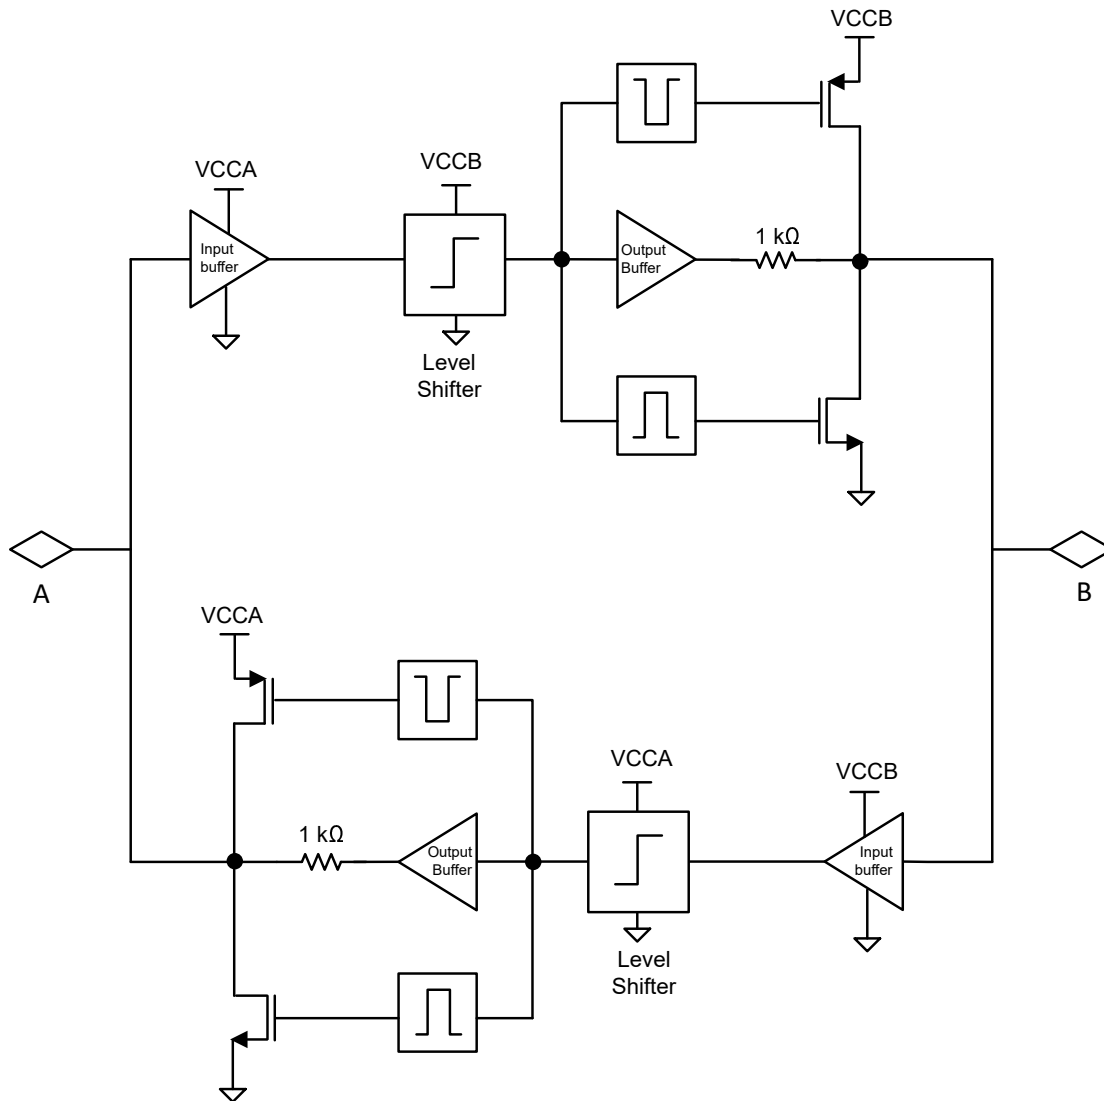 VCCB
VCCA
VCCB
Input
buffer
Output
Buffer
1 kΩ
Level
Shifter
A
B
VCCA
VCCA
VCCB
1 kΩ
Output
Buffer
Input
buffer
Level
Shifter